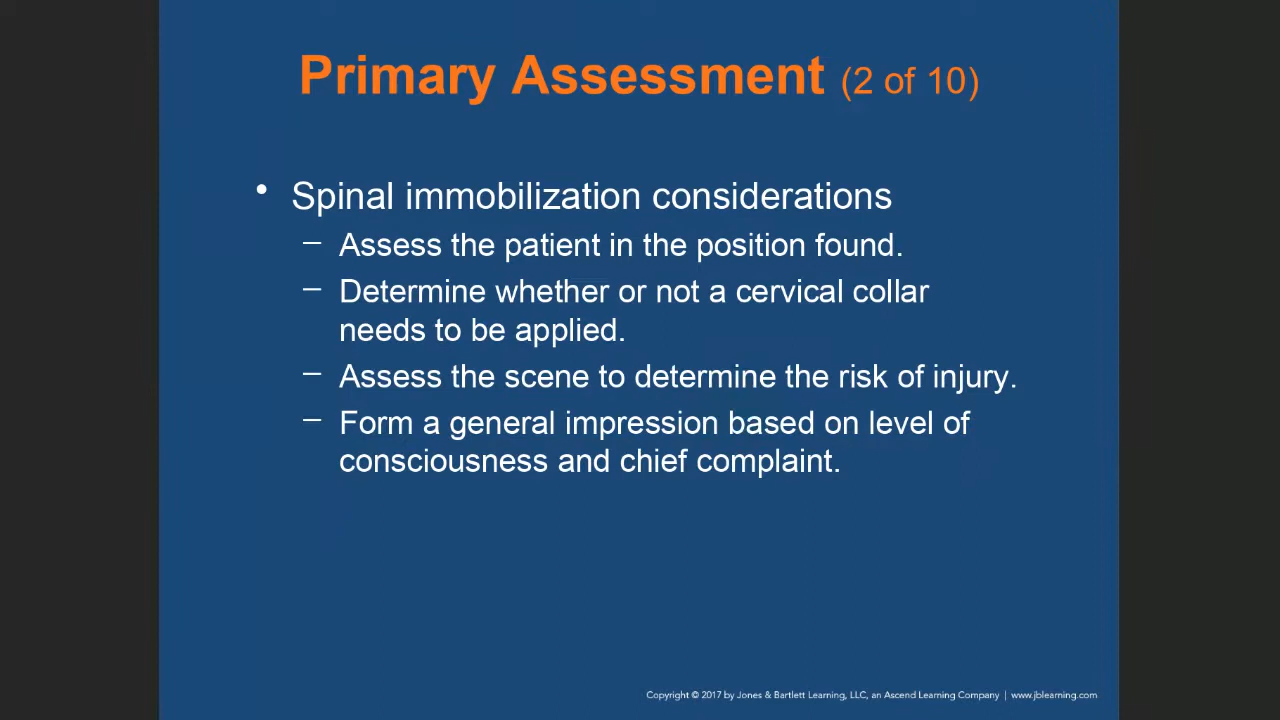 Primary Assessment (2 of 10)
• Spinal immobilization considerations
– Assess the patient in the position found.
– Determine whether or not a cervical collar
needs to be applied.
– Assess the scene to determine the risk of injury.
– Form a general impression based on level of
consciousness and chief complaint.
Copyright © 2017 by Jones & Bartlett Learning, LLC, an Ascend Learning Company | www.jblearning.com